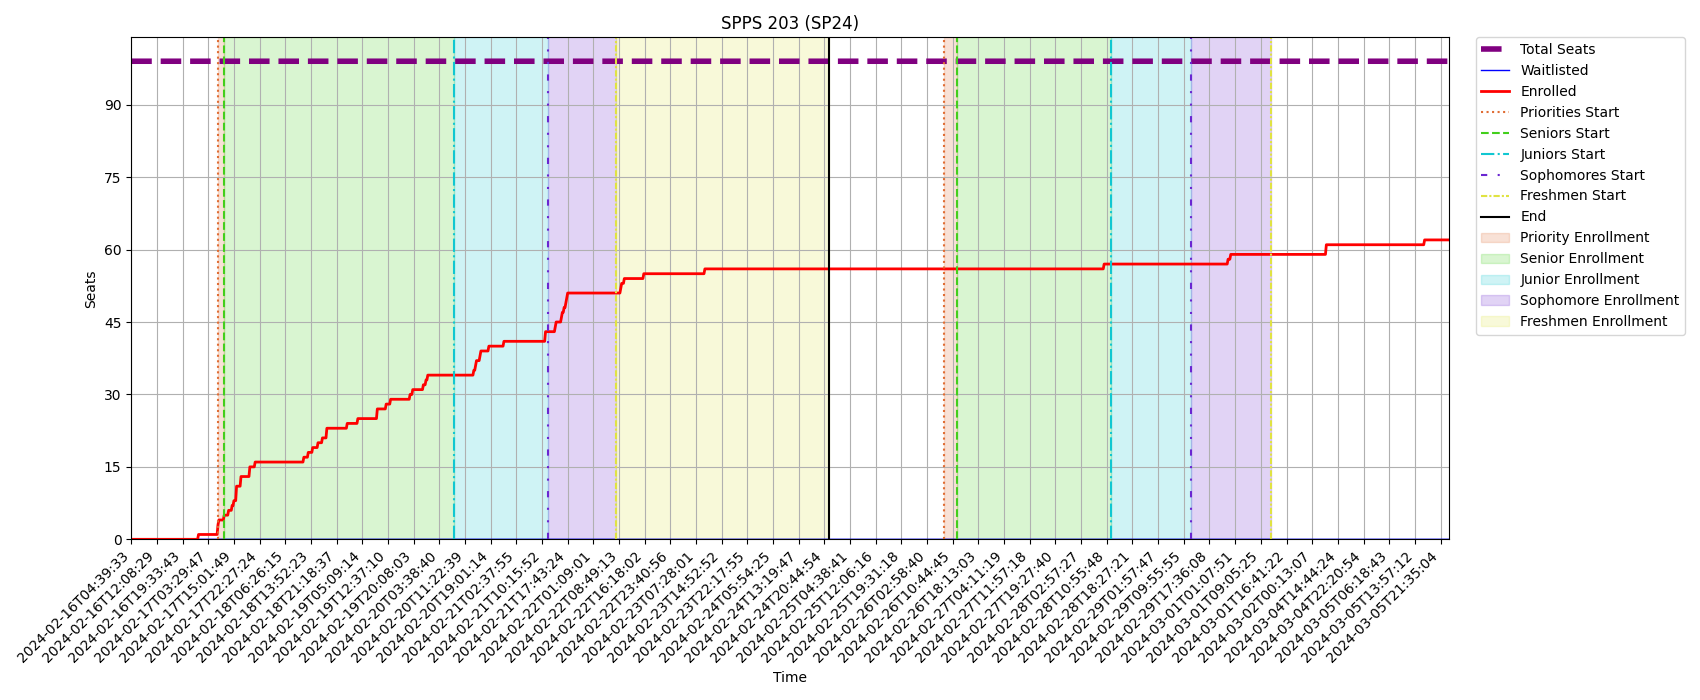 SPPS 203 (SP24)
Total Seats
Waitlisted
Enrolled
Priorities Start
Seniors Start
Juniors Start
Sophomores Start
Freshmen Start
End
Priority Enrollment
Senior Enrollment
Junior Enrollment
Sophomore Enrollment
Freshmen Enrollment
Seats
90
75
60
45
30
15
0
2024-02-16T04:39:33
2024-02-16T12:08:29
2024-02-16T19:33:43
2024-02-17T03:29:47
2024-02-17T15:01:49
2024-02-17T22:27:24
2024-02-18T06:26:15
2024-02-18T13:52:23
2024-02-18T21:18:37
2024-02-19T05:09:14
2024-02-19T12:37:10
2024-02-19T20:08:03
2024-02-20T03:38:40
2024-02-20T11:22:39
2024-02-20T19:01:14
2024-02-21T02:37:55
2024-02-21T10:15:52
2024-02-21T17:43:24
2024-02-22T01:09:01
2024-02-22T08:49:13
2024-02-22T16:18:02
2024-02-22T23:40:56
2024-02-23T07:28:01
2024-02-23T14:52:52
2024-02-23T22:17:55
2024-02-24T05:54:25
2024-02-24T13:19:47
2024-02-24T20:44:54
2024-02-25T04:38:41
2024-02-25T12:06:16
2024-02-25T19:31:18
2024-02-26T02:58:40
2024-02-26T10:44:45
2024-02-26T18:13:03
2024-02-27T04:11:19
2024-02-27T11:57:18
2024-02-27T19:27:40
2024-02-28T02:57:27
2024-02-28T10:55:48
2024-02-28T18:27:21
2024-02-29T01:57:47
2024-02-29T09:55:55
2024-02-29T17:36:08
2024-03-01T01:07:51
2024-03-01T09:05:25
2024-03-01T16:41:22
2024-03-04T00:13:07
2024-03-04T14:44:24
2024-03-04T22:20:54
2024-03-05T06:18:43
2024-03-05T13:57:12
2024-03-05T21:35:04
Time